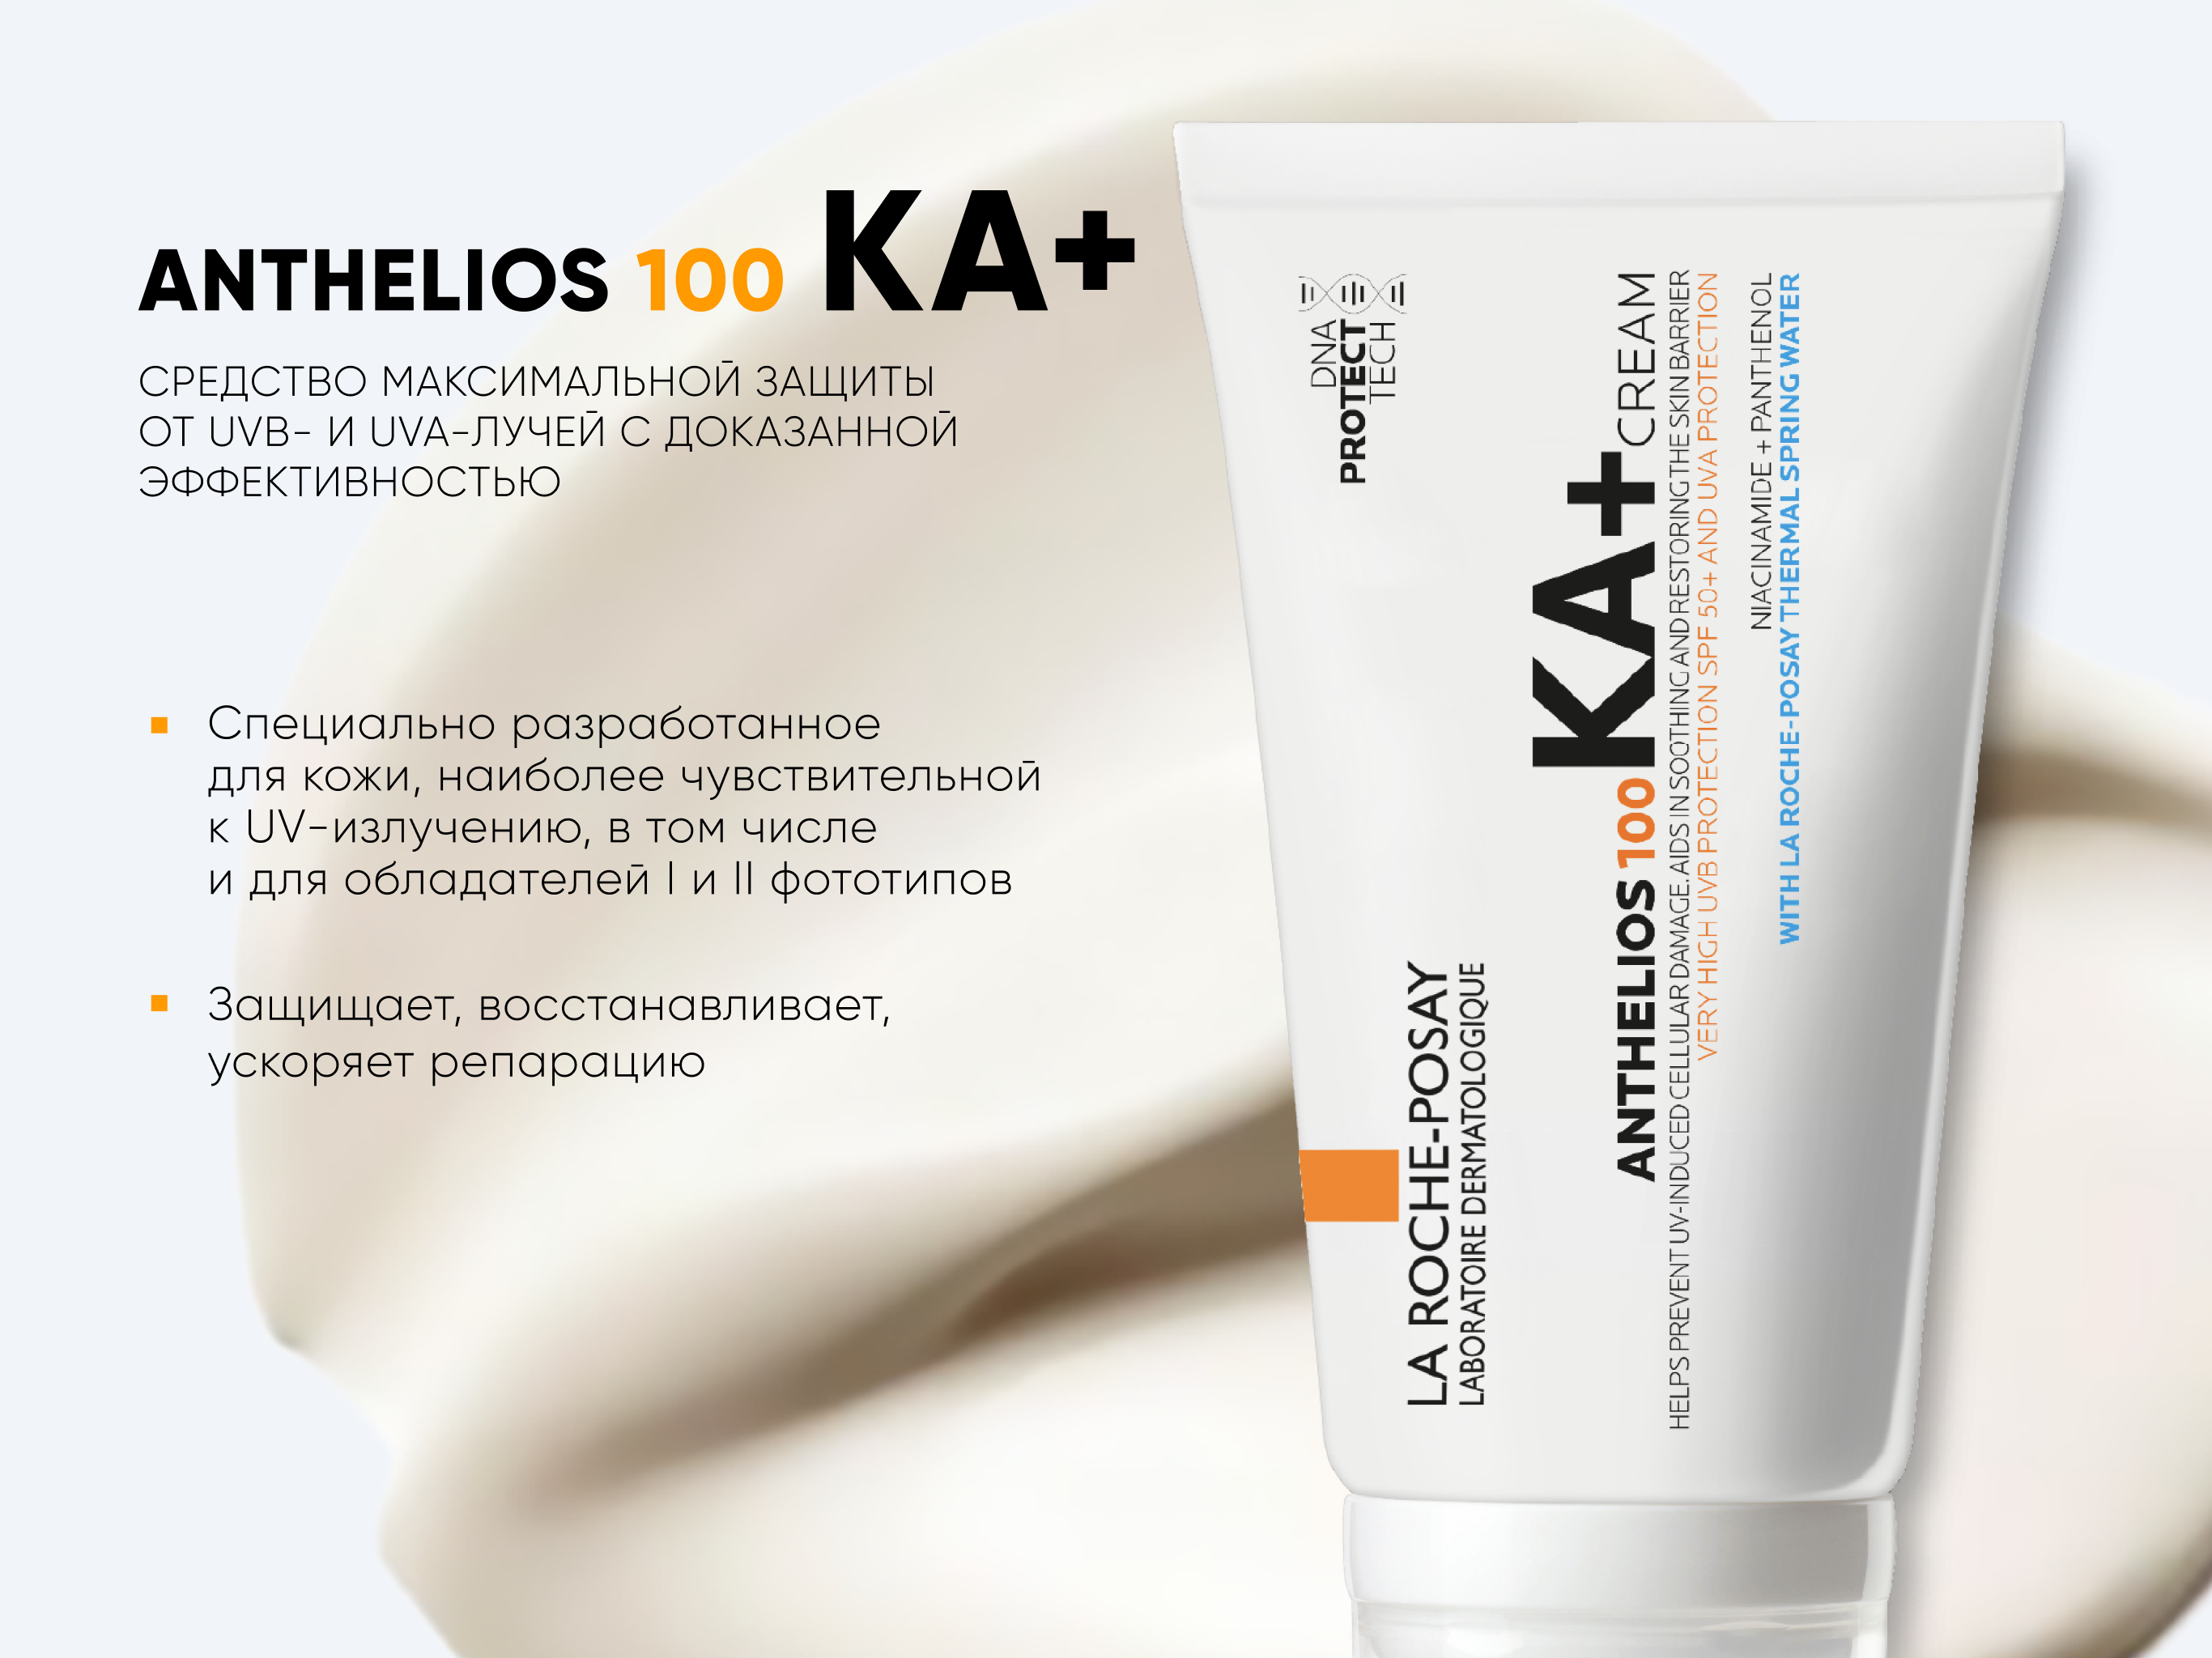 ANTHELIOS 100 KA+
СРЕДСТВО МАКСИМАЛЬНОЙ ЗАЩИТЫ
ОТ UVB- И UVA-ЛУЧЕЙ С ДОКАЗАННОЙ
ЭФФЕКТИВНОСТЬЮ
Специально разработанное
для кожи, наиболее чувствительной
к UV-излучению, в том числе
и для обладателей I и II фототипов
Защищает, восстанавливает,
ускоряет репарацию
DNA
PROTECT
TECH
LA ROCHE-POSAY
LABORATOIRE DERMATOLOGIQUE
ANTHELIOS 100 KA+ CREAM
HELPS PREVENT UV-INDUCED CELLULAR DAMAGE. AIDS IN SOOTHING AND RESTORING THE SKIN BARRIER
VERY HIGH UVB PROTECTION SPF 50+ AND UVA PROTECTION
NIACINAMIDE + PANTHENOL
WITH LA ROCHE-POSAY THERMAL SPRING WATER